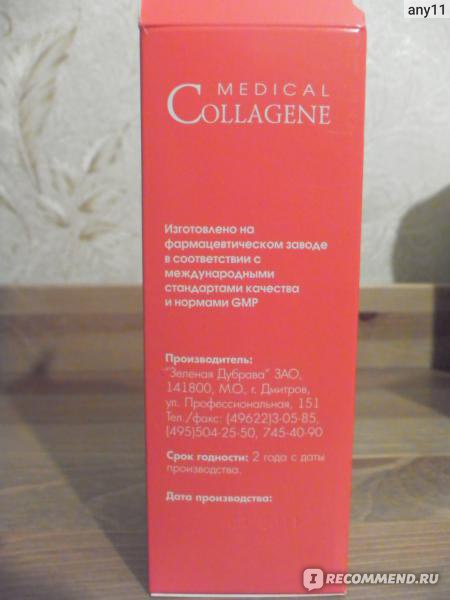 any11
MEDICAL
COLLAGENE
Изготовлено на
фармацевтическом заводе
в соответствии с
международными
стандартами качества
и нормами GMP
Производитель:
"Зеленая Дубрава" ЗАО,
141800, М.О., г. Дмитров,
ул. Профессиональная, 151
Тел./факс: (49622)3-05-85,
(495)504-25-50, 745-40-90
Срок годности: 2 года с даты
производства.
Дата производства:
I RECOMMEND.RU